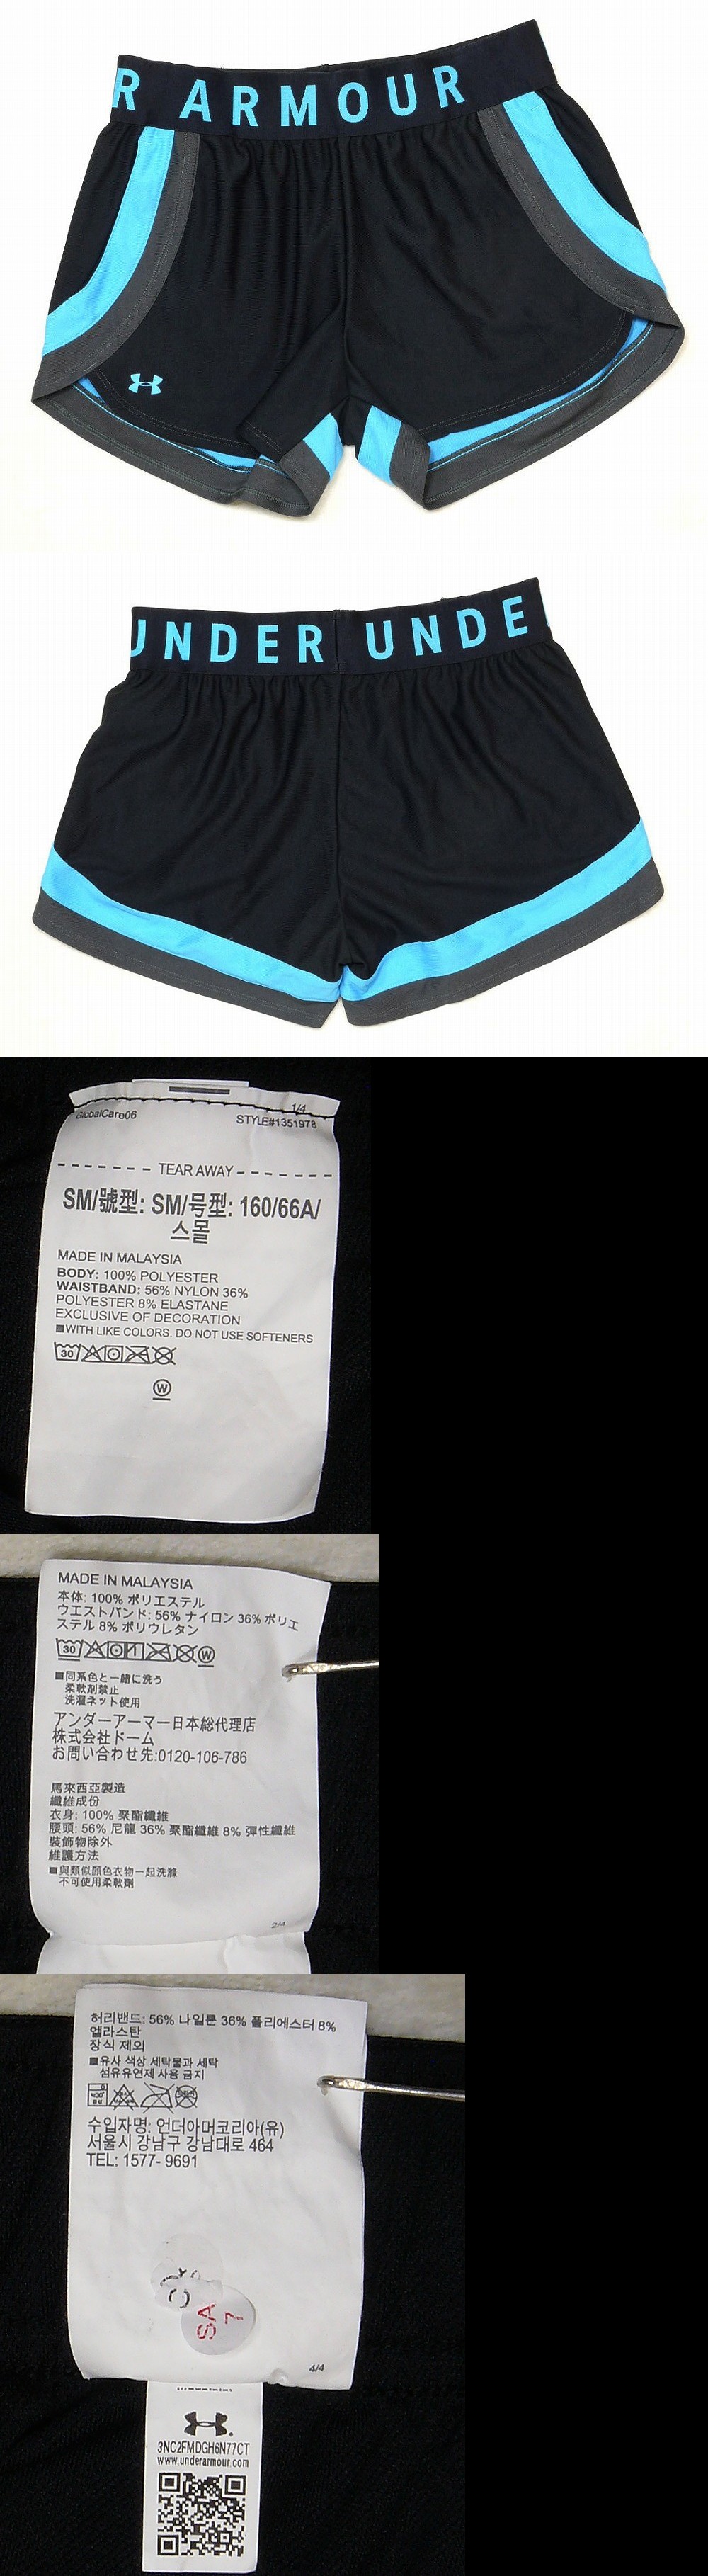 R ARMOUR
UNDER UNDE
1/4
GlobalCare06
STYLE#1351978
TEAR AWAY
SM/號型: SM/号型: 160/66A/
스몰
MADE IN MALAYSIA
BODY: 100% POLYESTER
WAISTBAND: 56% NYLON 36%
POLYESTER 8% ELASTANE
EXCLUSIVE OF DECORATION
■WITH LIKE COLORS. DO NOT USE SOFTENERS
30
W
MADE IN MALAYSIA
本体: 100% ポリエステル
ウエストバンド: 56% ナイロン 36% ポリエ
ステル 8% ポリウレタン
30 W
■同系色と一緒に洗う
柔軟剤禁止
洗濯ネット使用
アンダーアーマー日本総代理店
株式会社ドーム
お問い合わせ先:0120-106-786
馬來西亞製造
纖維成份
衣身: 100% 聚酯纖維
腰頭: 56% 尼龍 36% 聚酯纖維 8% 彈性纖維
裝飾物除外
維護方法
■與類似顏色衣物一起洗滌
不可使用柔軟劑
2/4
허리밴드: 56% 나일론 36% 폴리에스터 8%
엘라스탄
장식 제외
■유사 색상 세탁물과 세탁
섬유유연제 사용 금지
수입자명: 언더아머코리아(유)
서울시 강남구 강남대로 464
TEL: 1577- 9691
SA
7
4/4
3NC2FMDGH6N77CT
www.underarmour.com